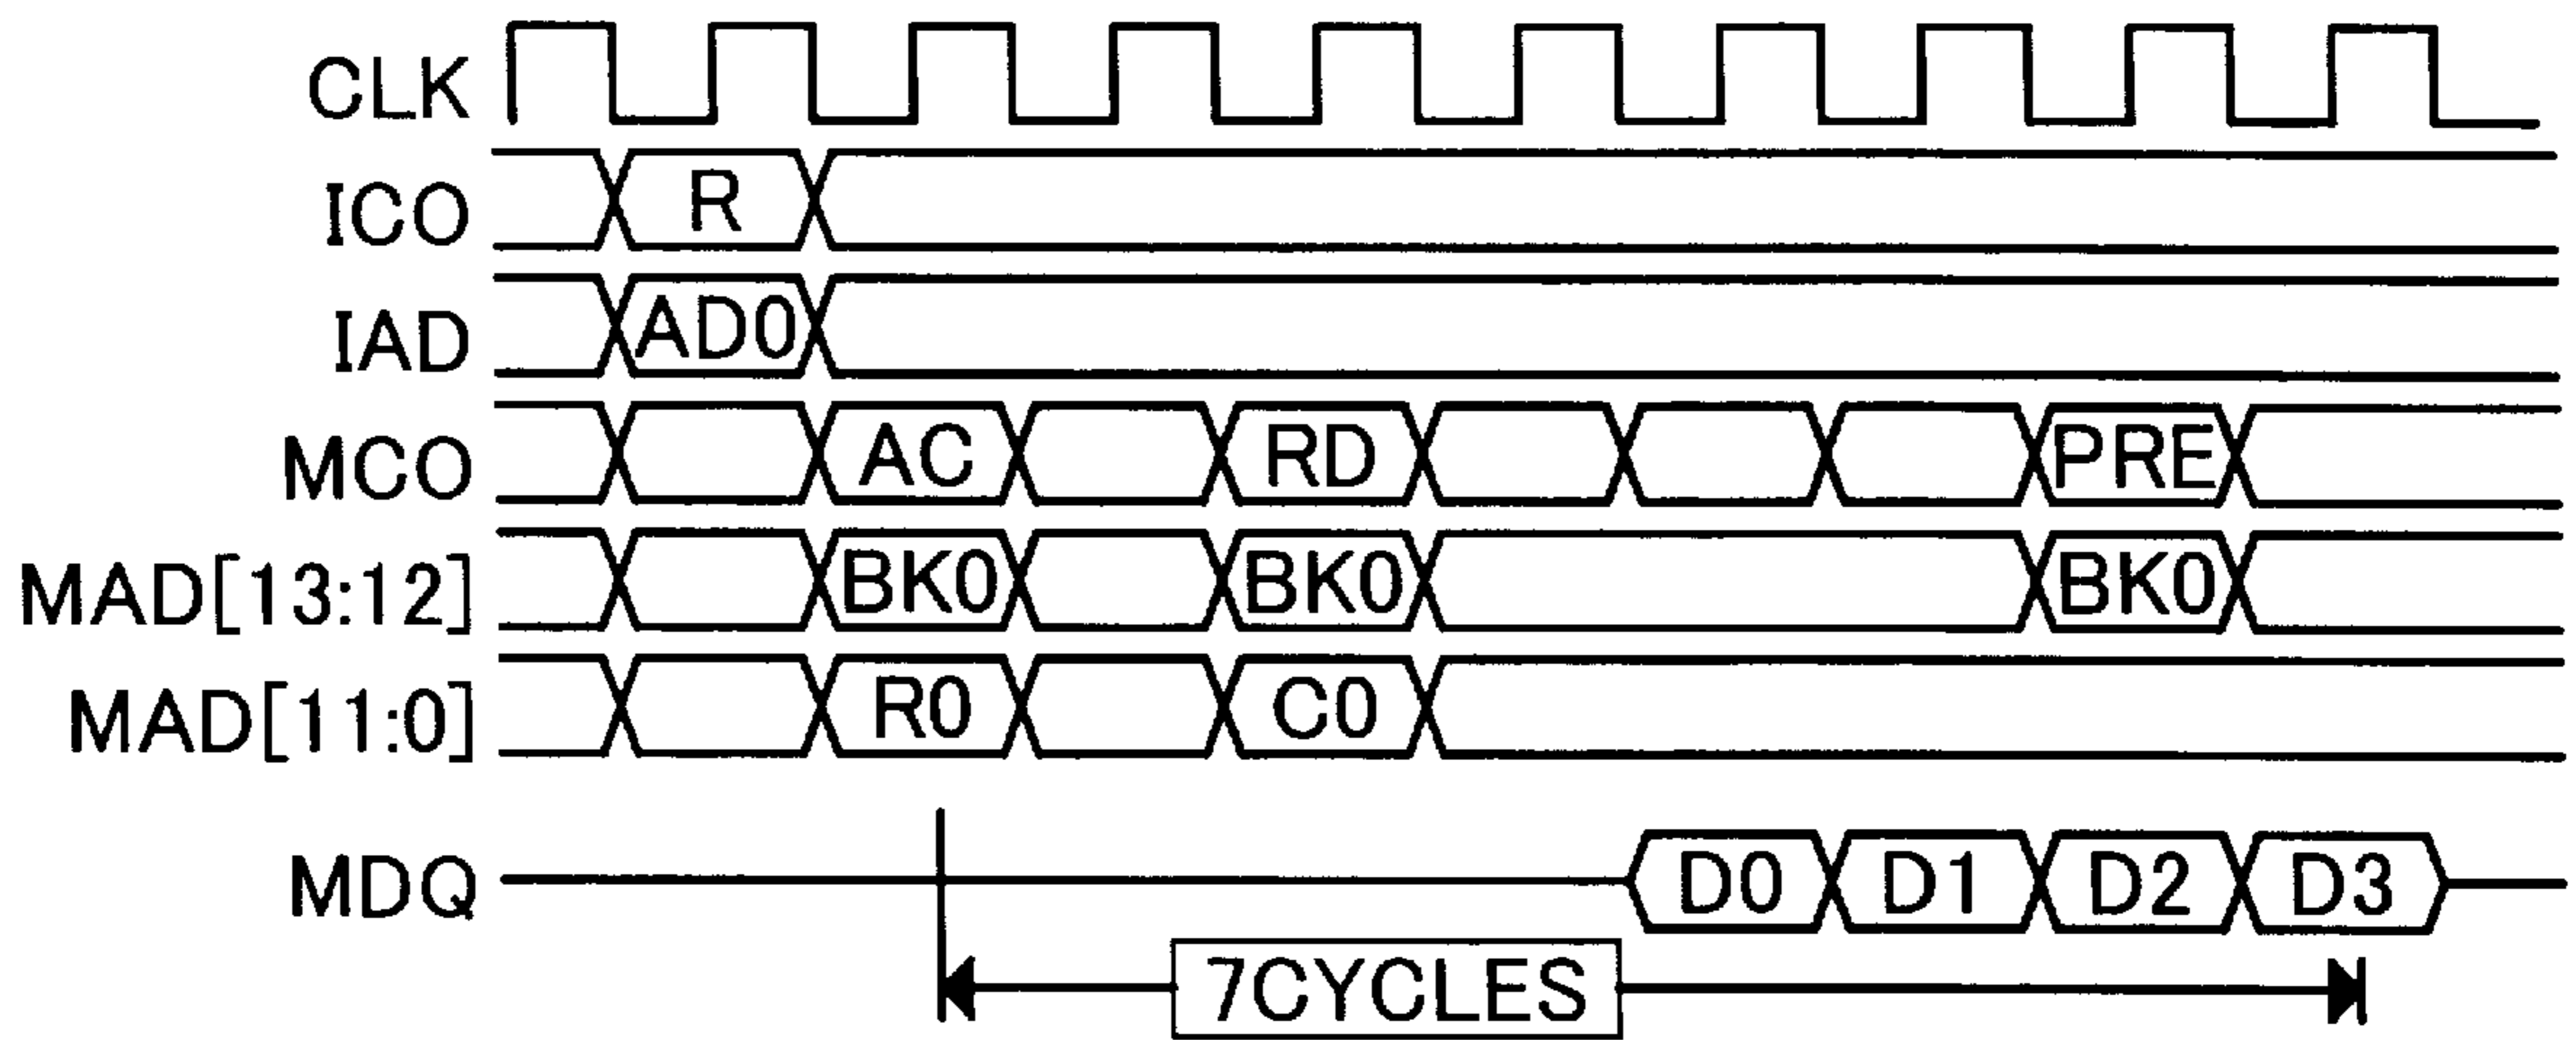 CLK
ICO R
IAD AD0
MCO AC RD PRE
MAD[13:12] BK0 BK0 BK0
MAD[11:0] R0 C0
MDQ D0 D1 D2 D3
7CYCLES